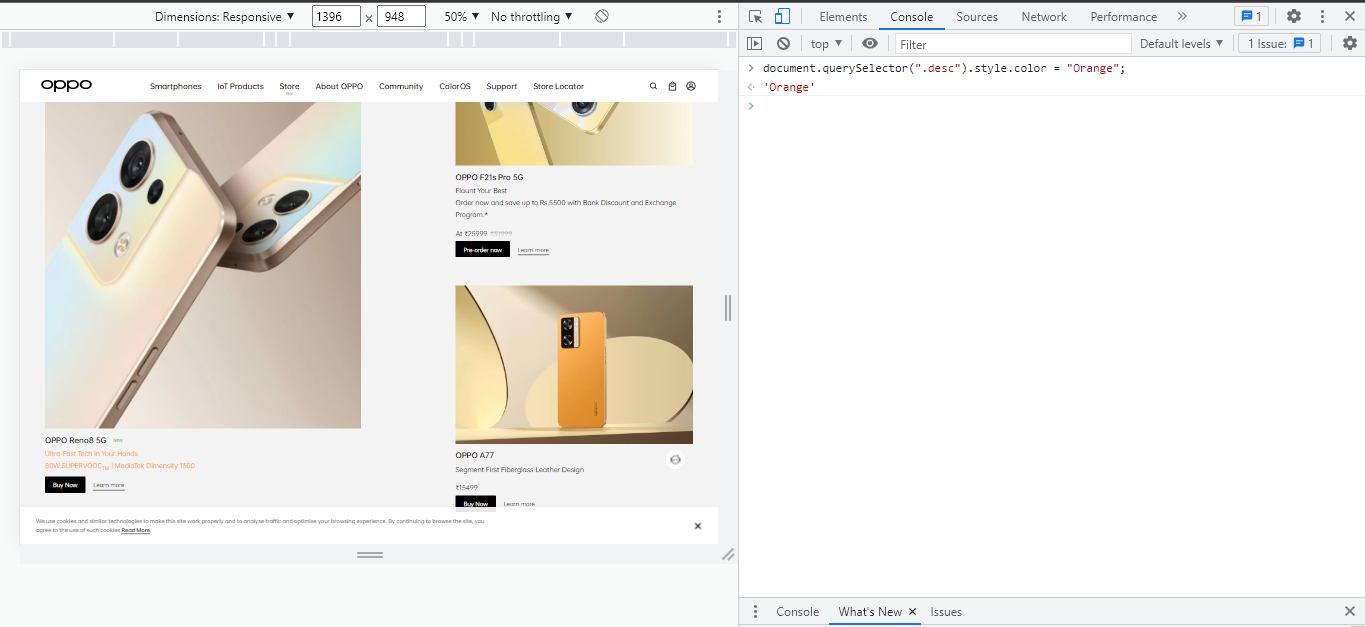 Dimensions: Responsive ▼ 1396 × 948 50% ▼ No throttling ▼
oppo
Smartphones IoT Products Store About OPPO Community ColorOS Support Store Locator
OPPO Reno8 5G NEW
Ultra-Fast Tech in Your Hands
80W SUPERVOOC™ | MediaTek Dimensity 1300
Buy Now Learn more
OPPO F21s Pro 5G
Flaunt Your Best
Order now and save up to Rs.5500 with Bank Discount and Exchange
Program.*
At ₹25999
Pre-order now Learn more
OPPO A77
Segment First Fiberglass-Leather Design
₹15499
Buy Now Learn more
We use cookies and similar technologies to make this site work properly and to analyse traffic and optimise your browsing experience. By continuing to browse the site, you
agree to the use of such cookies Read More.
Elements Console Sources Network Performance » 1
top ▼ Filter Default levels ▼ 1 Issue: 1
document.querySelector(".desc").style.color = "Orange";
'Orange'
Console What's New Issues